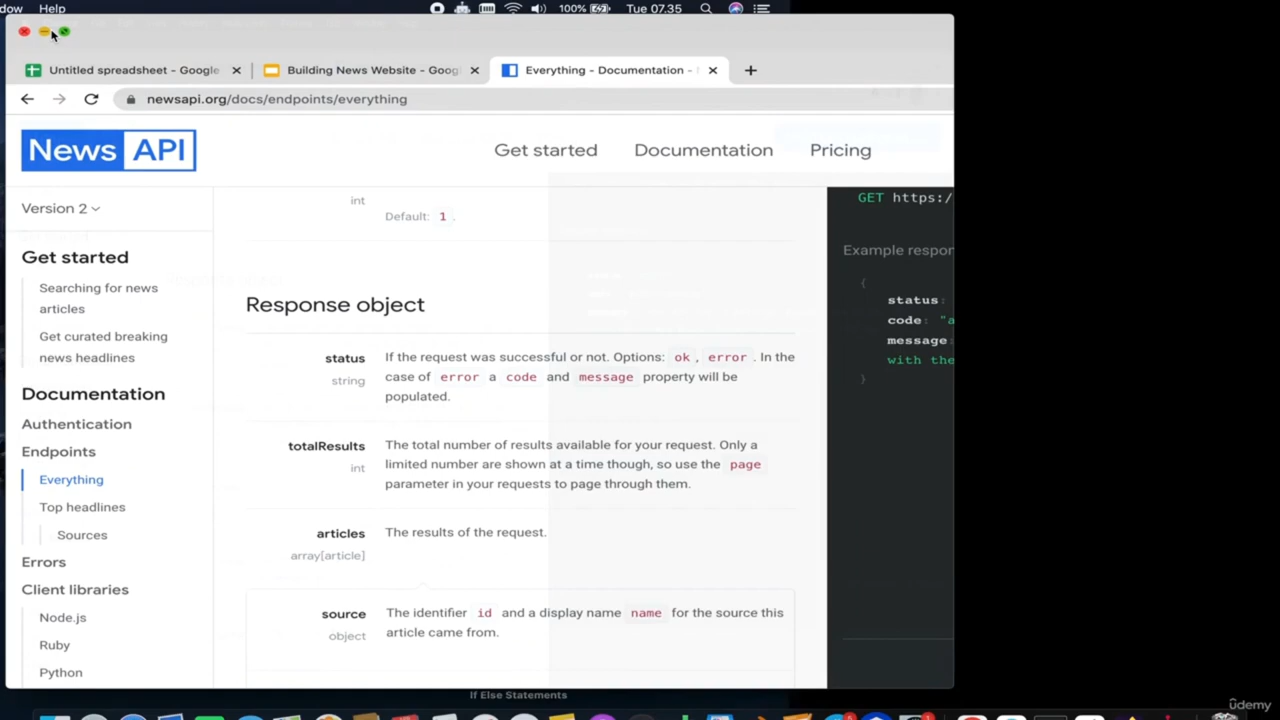 dow Help
100% Tue 07.35
Untitled spreadsheet - Google
Building News Website - Goog
Everything - Documentation -
newsapi.org/docs/endpoints/everything
News API
Get started
Documentation
Pricing
Version 2
Get started
Searching for news
articles
Get curated breaking
news headlines
Documentation
Authentication
Endpoints
Everything
Top headlines
Sources
Errors
Client libraries
Node.js
Ruby
Python
int
Default: 1 .
Response object
status
string
If the request was successful or not. Options: ok , error . In the
case of error a code and message property will be
populated.
totalResults
int
The total number of results available for your request. Only a
limited number are shown at a time though, so use the page
parameter in your requests to page through them.
articles
array[article]
The results of the request.
source
object
The identifier id and a display name name for the source this
article came from.
GET https:/
Example respon
{
status:
code: "a
message:
with the
}
If Else Statements
ûdemy